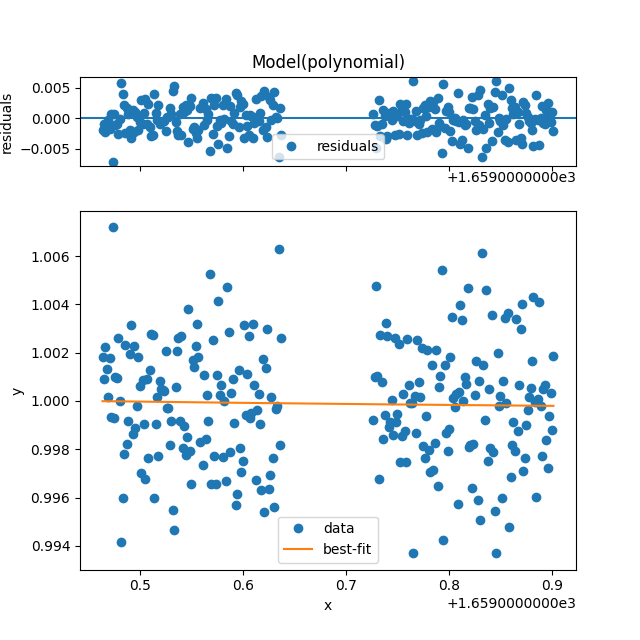 Model(polynomial)
0.005
0.000
−0.005
residuals
residuals
+1.6590000000e3
1.006
1.004
1.002
1.000
0.998
0.996
0.994
y
data
best-fit
0.5 0.6 0.7 0.8 0.9
x
+1.6590000000e3